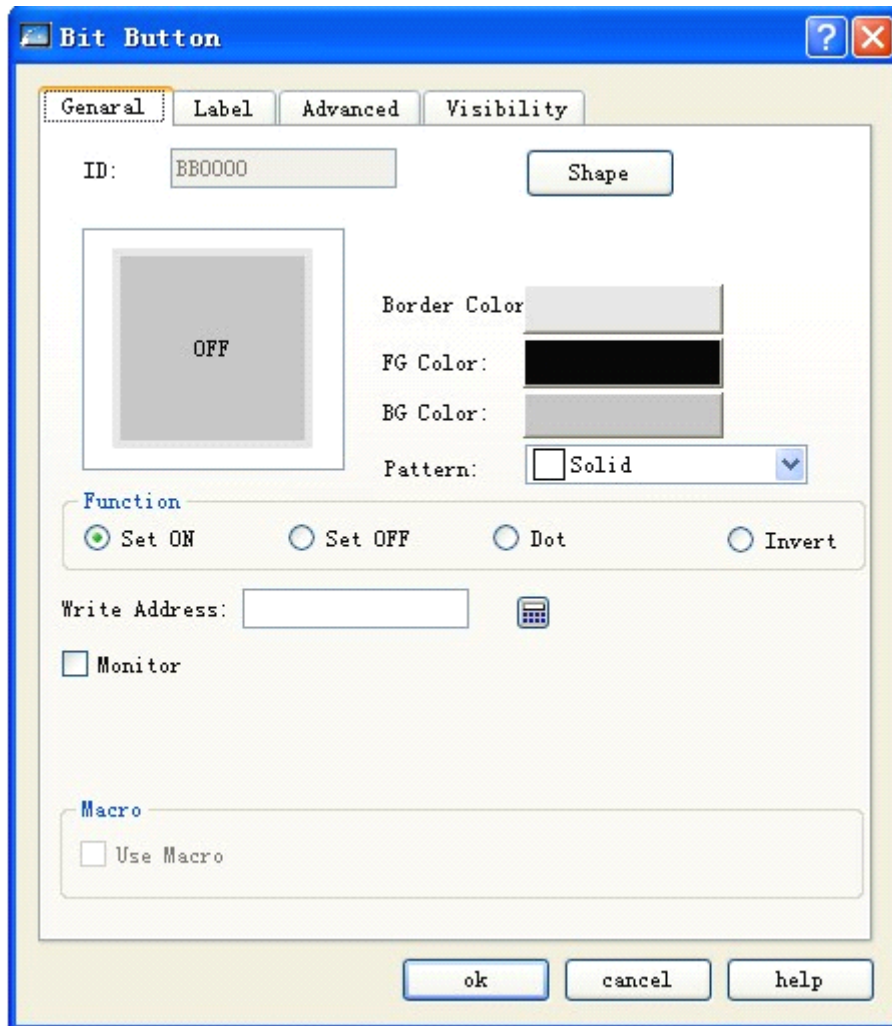 Bit Button
Genaral Label Advanced Visibility
ID: BB0000 Shape
OFF
Border Color
FG Color:
BG Color:
Pattern: Solid
Function
Set ON Set OFF Dot Invert
Write Address:
Monitor
Macro
Use Macro
ok cancel help